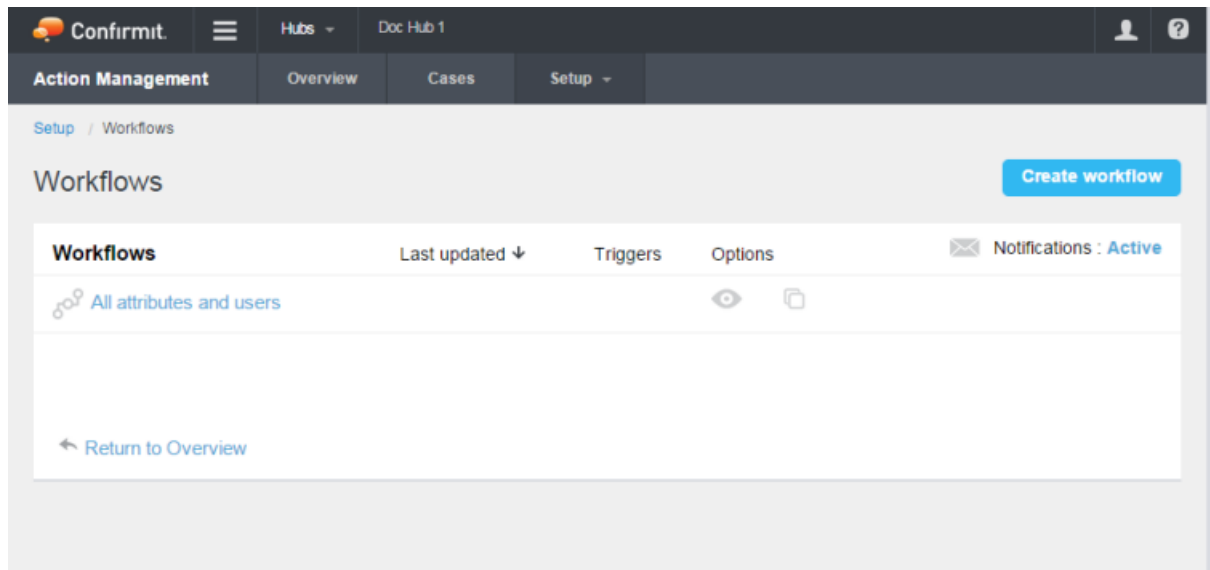 Confirmit. Hubs Doc Hub 1
Action Management Overview Cases Setup
Setup / Workflows
Workflows Create workflow
Workflows Last updated Triggers Options Notifications : Active
All attributes and users
Return to Overview